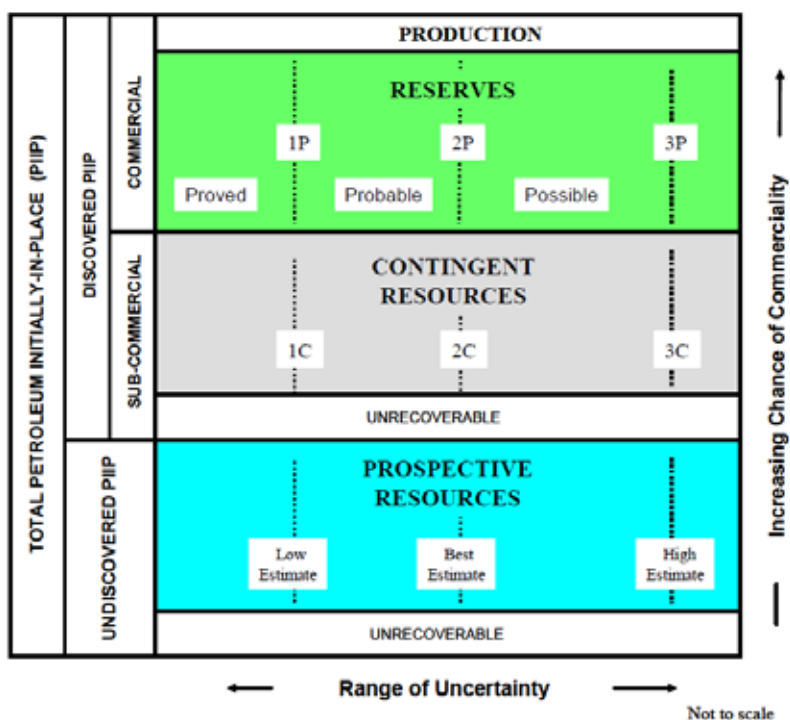 TOTAL PETROLEUM INITIALLY-IN-PLACE (PIIP)
DISCOVERED PIIP
UNDISCOVERED PIIP
COMMERCIAL
SUB-COMMERCIAL
PRODUCTION
RESERVES
1P
2P
3P
Proved
Probable
Possible
CONTINGENT
RESOURCES
1C
2C
3C
UNRECOVERABLE
PROSPECTIVE
RESOURCES
Low
Estimate
Best
Estimate
High
Estimate
UNRECOVERABLE
Increasing Chance of Commerciality
Range of Uncertainty
Not to scale